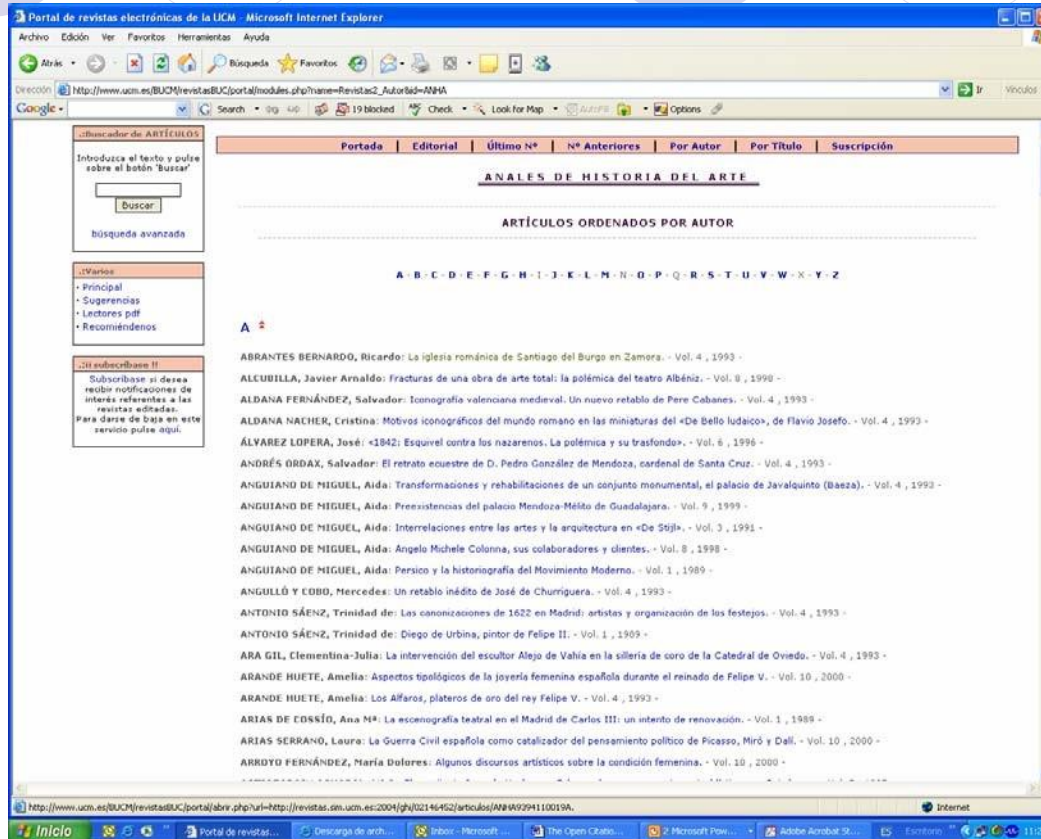 Portal de revistas electrónicas de la UCM - Microsoft Internet Explorer
Archivo Edición Ver Favoritos Herramientas Ayuda
Atrás Búsqueda Favoritos
Dirección http://www.ucm.es/BUCM/revistasBUC/portal/modules.php?name=Revistas2_Autor&id=ANHA Ir Vínculos
Google Search 19 blocked Check Look for Map AutoFill Options
.:Buscador de ARTÍCULOS
Introduzca el texto y pulse
sobre el botón 'Buscar'
Buscar
búsqueda avanzada
.:Varios
· Principal
· Sugerencias
· Lectores pdf
· Recomiéndenos
.:¡¡ subscríbase !!
Subscríbase si desea
recibir notificaciones de
interés referentes a las
revistas editadas.
Para darse de baja en este
servicio pulse aquí.
Portada | Editorial | Último Nº | Nº Anteriores | Por Autor | Por Título | Suscripción
ANALES DE HISTORIA DEL ARTE
ARTÍCULOS ORDENADOS POR AUTOR
A - B - C - D - E - F - G - H - I - J - K - L - M - N - O - P - Q - R - S - T - U - V - W - X - Y - Z
A
ABRANTES BERNARDO, Ricardo: La iglesia románica de Santiago del Burgo en Zamora. - Vol. 4 , 1993 -
ALCUBILLA, Javier Arnaldo: Fracturas de una obra de arte total: la polémica del teatro Albéniz. - Vol. 8 , 1998 -
ALDANA FERNÁNDEZ, Salvador: Iconografía valenciana medieval. Un nuevo retablo de Pere Cabanes. - Vol. 4 , 1993 -
ALDANA NACHER, Cristina: Motivos iconográficos del mundo romano en las miniaturas del «De Bello Iudaico», de Flavio Josefo. - Vol. 4 , 1993 -
ÁLVAREZ LOPERA, José: «1842: Esquivel contra los nazarenos. La polémica y su trasfondo». - Vol. 6 , 1996 -
ANDRÉS ORDAX, Salvador: El retrato ecuestre de D. Pedro González de Mendoza, cardenal de Santa Cruz. - Vol. 4 , 1993 -
ANGUIANO DE MIGUEL, Aida: Transformaciones y rehabilitaciones de un conjunto monumental, el palacio de Javalquinto (Baeza). - Vol. 4 , 1993 -
ANGUIANO DE MIGUEL, Aida: Preexistencias del palacio Mendoza-Mélito de Guadalajara. - Vol. 9 , 1999 -
ANGUIANO DE MIGUEL, Aida: Interrelaciones entre las artes y la arquitectura en «De Stijl». - Vol. 3 , 1991 -
ANGUIANO DE MIGUEL, Aida: Angelo Michele Colonna, sus colaboradores y clientes. - Vol. 8 , 1998 -
ANGUIANO DE MIGUEL, Aida: Persico y la historiografía del Movimiento Moderno. - Vol. 1 , 1989 -
ANGULLÓ Y COBO, Mercedes: Un retablo inédito de José de Churriguera. - Vol. 4 , 1993 -
ANTONIO SÁENZ, Trinidad de: Las canonizaciones de 1622 en Madrid: artistas y organización de los festejos. - Vol. 4 , 1993 -
ANTONIO SÁENZ, Trinidad de: Diego de Urbina, pintor de Felipe II. - Vol. 1 , 1989 -
ARA GIL, Clementina-Julia: La intervención del escultor Alejo de Vahía en la sillería de coro de la Catedral de Oviedo. - Vol. 4 , 1993 -
ARANDE HUETE, Amelia: Aspectos tipológicos de la joyería femenina española durante el reinado de Felipe V. - Vol. 10 , 2000 -
ARANDE HUETE, Amelia: Los Alfaros, plateros de oro del rey Felipe V. - Vol. 4 , 1993 -
ARIAS DE COSSÍO, Ana Mª: La escenografía teatral en el Madrid de Carlos III: un intento de renovación. - Vol. 1 , 1989 -
ARIAS SERRANO, Laura: La Guerra Civil española como catalizador del pensamiento político de Picasso, Miró y Dalí. - Vol. 10 , 2000 -
ARROYO FERNÁNDEZ, María Dolores: Algunos discursos artísticos sobre la condición femenina. - Vol. 10 , 2000 -
http://www.ucm.es/BUCM/revistasBUC/portal/abrir.php?url=http://revistas.sim.ucm.es:2004/ghi/02146452/articulos/ANHA9394110019A. Internet
Inicio Portal de revistas... Descarga de arch... Inbox - Microsoft ... The Open Citatio... 2 Microsoft Pow... Adobe Acrobat St... ES Escritorio